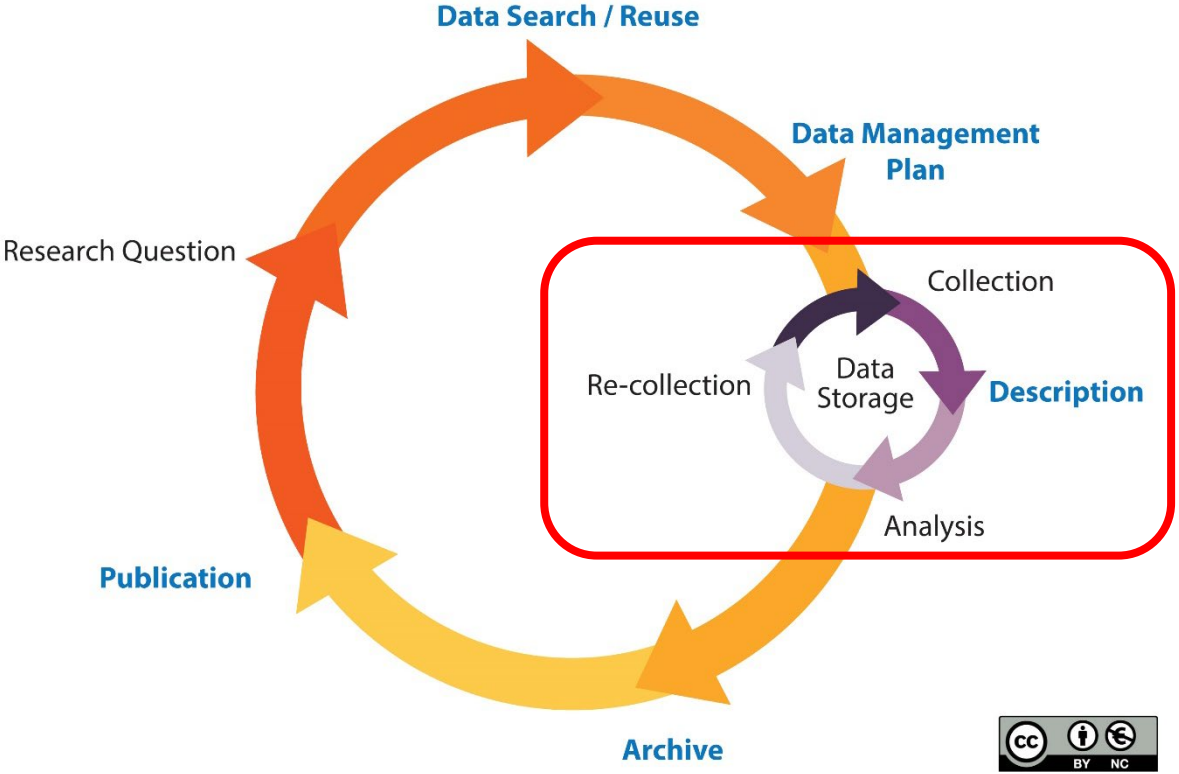 Data Search / Reuse
Data Management
Plan
Research Question
Collection
Re-collection
Data
Storage
Description
Analysis
Publication
Archive
cc
BY NC